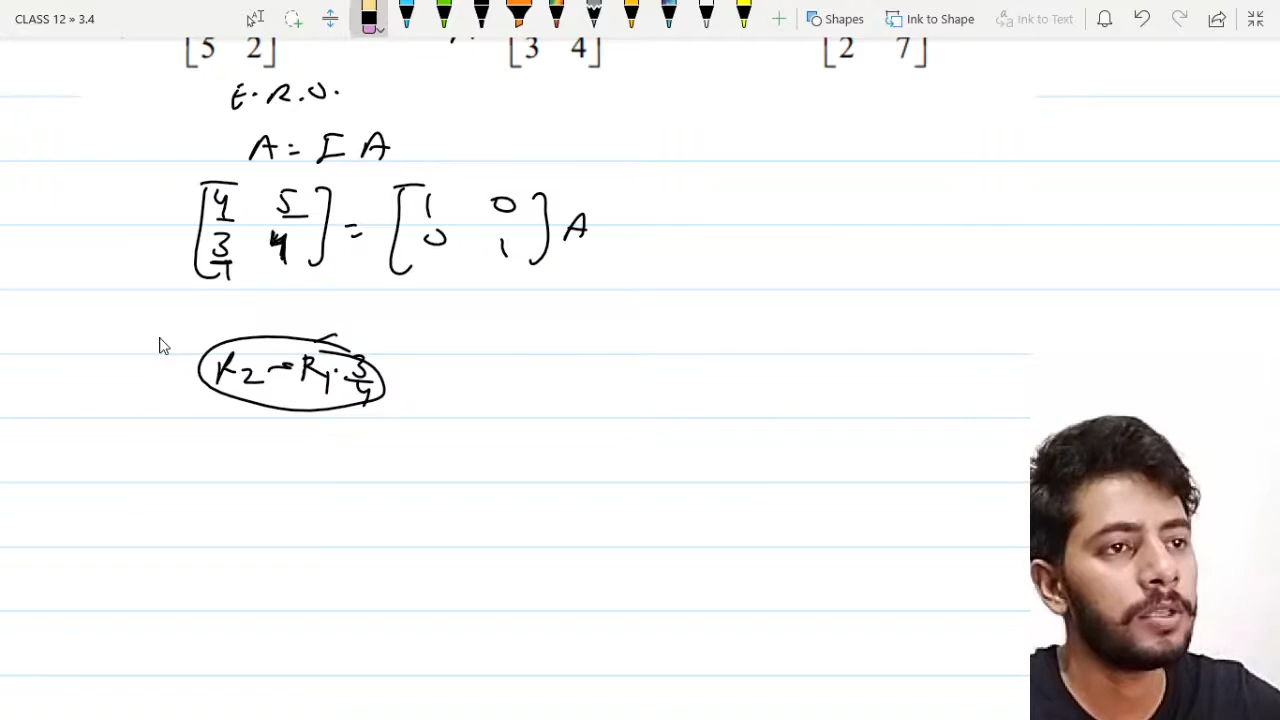 CLASS 12 » 3.4
Shapes
Ink to Shape
Ink to Text
[5 2] , [3 4] [2 7]
E.R.O.
A = I A
[4 5] = [1 0] A
[3 4] [0 1]
4
R2 → R1 · 3/4